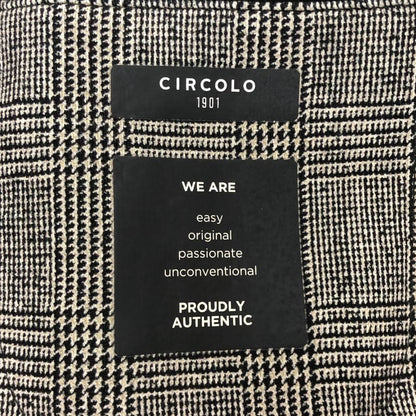 CIRCOLO
1901
WE ARE
easy
original
passionate
unconventional
PROUDLY
AUTHENTIC